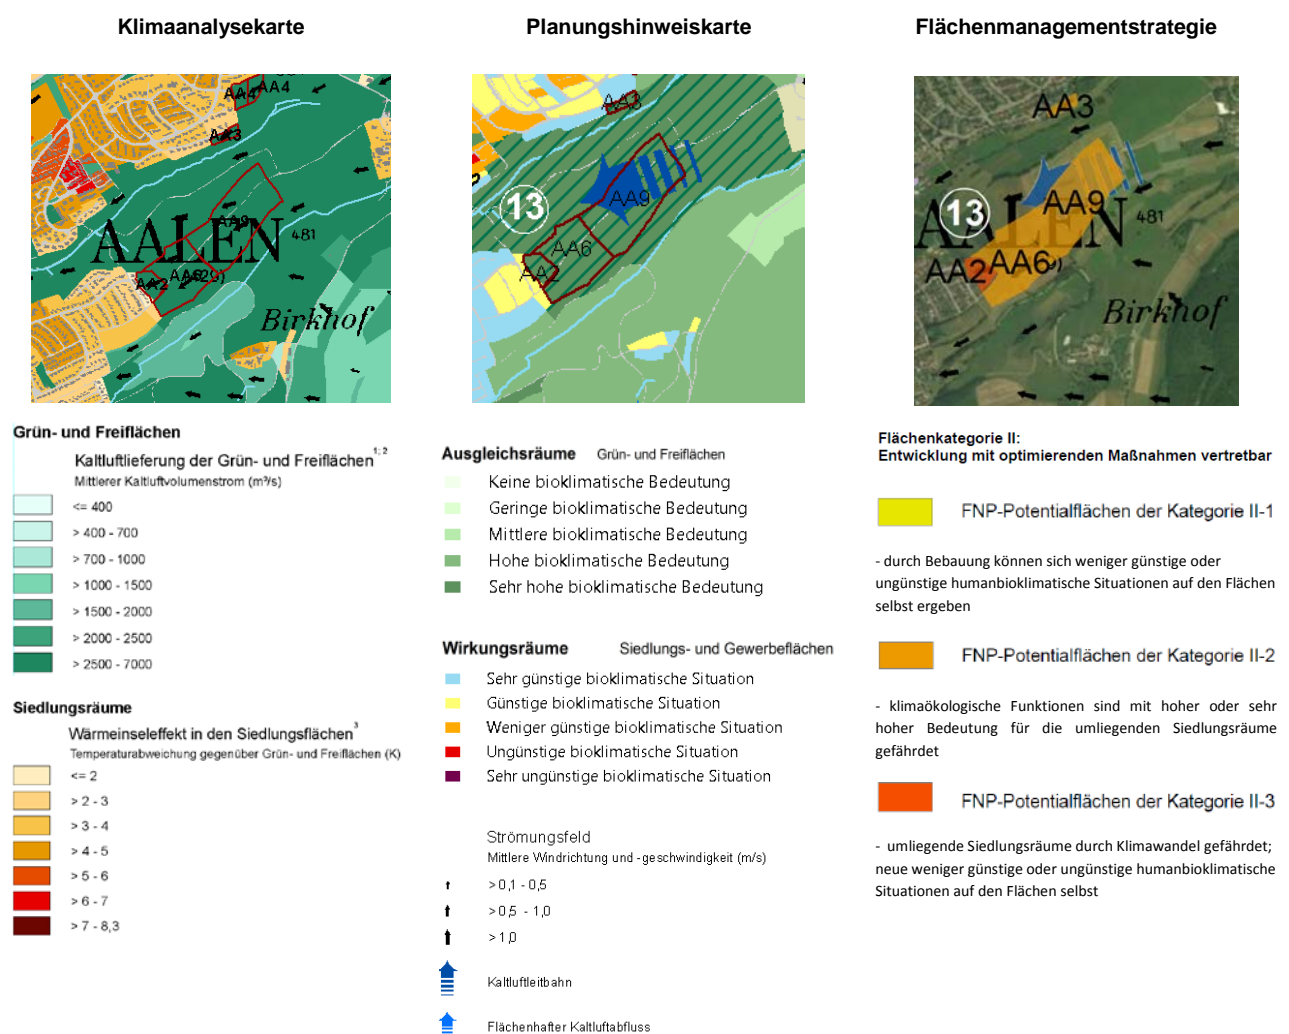 Klimaanalysekarte
Planungshinweiskarte
Flächenmanagementstrategie
AA4
AA4
AA3
AA9
AALEN
481
AA2
AA6
29)
Birkhof
AA3
13
AA9
AA6
AA2
AA3
13
AA9
AALEN
481
AA2
AA6
Birkhof
Grün- und Freiflächen
Kaltluftlieferung der Grün- und Freiflächen1; 2
Mittlerer Kaltluftvolumenstrom (m³/s)
<= 400
> 400 - 700
> 700 - 1000
> 1000 - 1500
> 1500 - 2000
> 2000 - 2500
> 2500 - 7000
Siedlungsräume
Wärmeinseleffekt in den Siedlungsflächen3
Temperaturabweichung gegenüber Grün- und Freiflächen (K)
<= 2
> 2 - 3
> 3 - 4
> 4 - 5
> 5 - 6
> 6 - 7
> 7 - 8,3
Ausgleichsräume Grün- und Freiflächen
Keine bioklimatische Bedeutung
Geringe bioklimatische Bedeutung
Mittlere bioklimatische Bedeutung
Hohe bioklimatische Bedeutung
Sehr hohe bioklimatische Bedeutung
Wirkungsräume Siedlungs- und Gewerbeflächen
Sehr günstige bioklimatische Situation
Günstige bioklimatische Situation
Weniger günstige bioklimatische Situation
Ungünstige bioklimatische Situation
Sehr ungünstige bioklimatische Situation
Strömungsfeld
Mittlere Windrichtung und -geschwindigkeit (m/s)
> 0,1 - 0,5
> 0,5 - 1,0
> 1,0
Kaltluftleitbahn
Flächenhafter Kaltluftabfluss
Flächenkategorie II:
Entwicklung mit optimierenden Maßnahmen vertretbar
FNP-Potentialflächen der Kategorie II-1
- durch Bebauung können sich weniger günstige oder
ungünstige humanbioklimatische Situationen auf den Flächen
selbst ergeben
FNP-Potentialflächen der Kategorie II-2
- klimaökologische Funktionen sind mit hoher oder sehr
hoher Bedeutung für die umliegenden Siedlungsräume
gefährdet
FNP-Potentialflächen der Kategorie II-3
- umliegende Siedlungsräume durch Klimawandel gefährdet;
neue weniger günstige oder ungünstige humanbioklimatische
Situationen auf den Flächen selbst